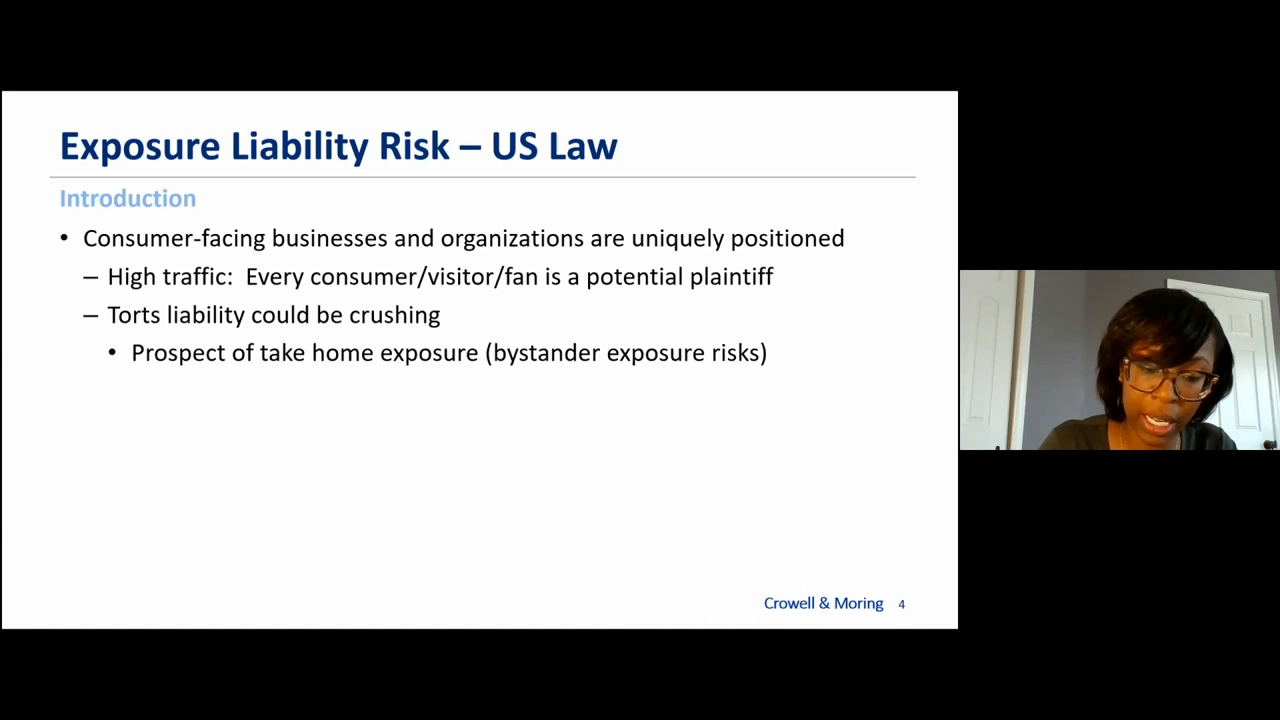 Exposure Liability Risk – US Law
Introduction
• Consumer-facing businesses and organizations are uniquely positioned
– High traffic:  Every consumer/visitor/fan is a potential plaintiff
– Torts liability could be crushing
• Prospect of take home exposure (bystander exposure risks)
Crowell & Moring 4